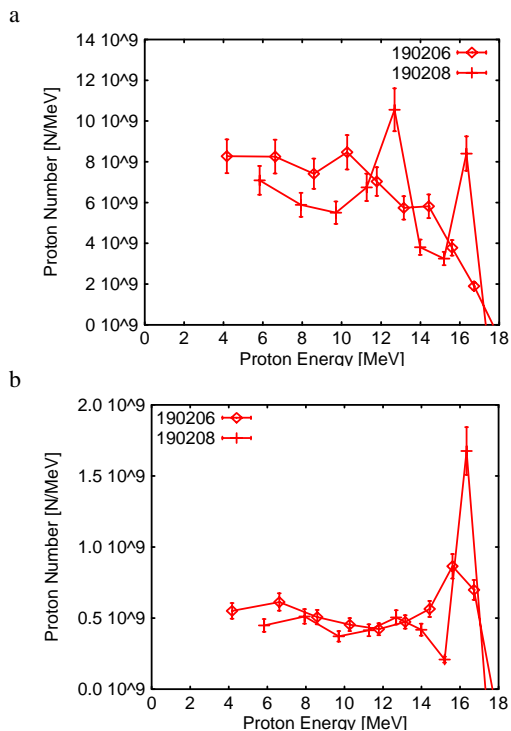 a
14 10^9
12 10^9
10 10^9
8 10^9
6 10^9
4 10^9
2 10^9
0 10^9
Proton Number [N/MeV]
190206
190208
0 2 4 6 8 10 12 14 16 18
Proton Energy [MeV]
b
2.0 10^9
1.5 10^9
1.0 10^9
0.5 10^9
0.0 10^9
Proton Number [N/MeV]
190206
190208
0 2 4 6 8 10 12 14 16 18
Proton Energy [MeV]